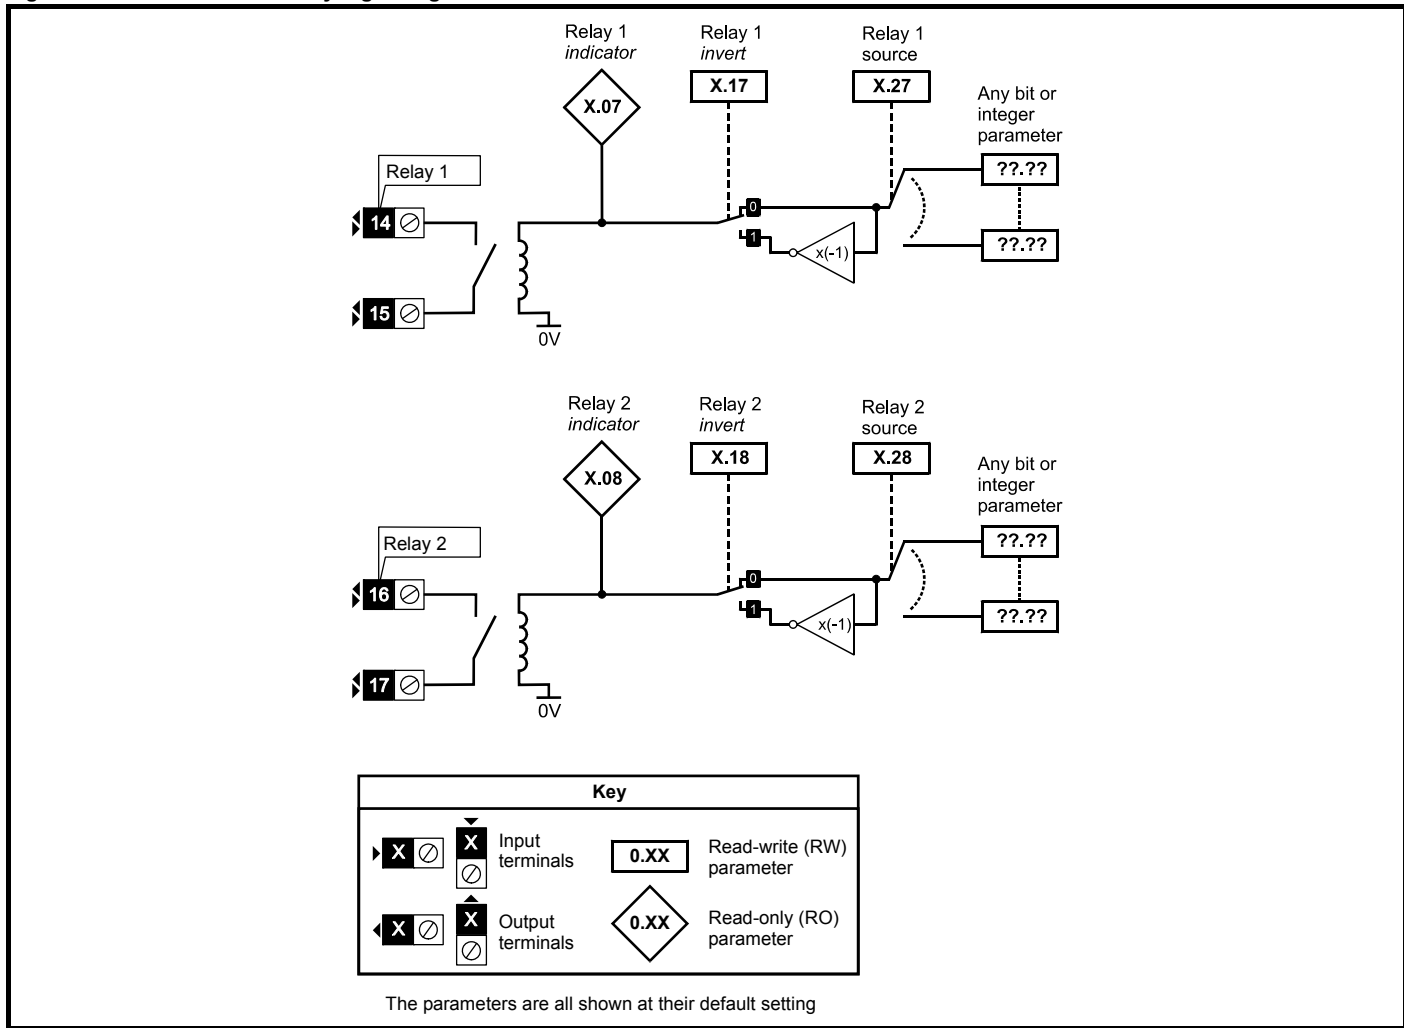 Relay 1
indicator
Relay 1
invert
Relay 1
source
X.07
X.17
X.27
Any bit or
integer
parameter
??.??
??.??
Relay 1
14
15
0
1
x(-1)
0V
Relay 2
indicator
Relay 2
invert
Relay 2
source
X.08
X.18
X.28
Any bit or
integer
parameter
??.??
??.??
Relay 2
16
17
0
1
x(-1)
0V
Key
X
X
Input
terminals
0.XX
Read-write (RW)
parameter
X
X
Output
terminals
0.XX
Read-only (RO)
parameter
The parameters are all shown at their default setting